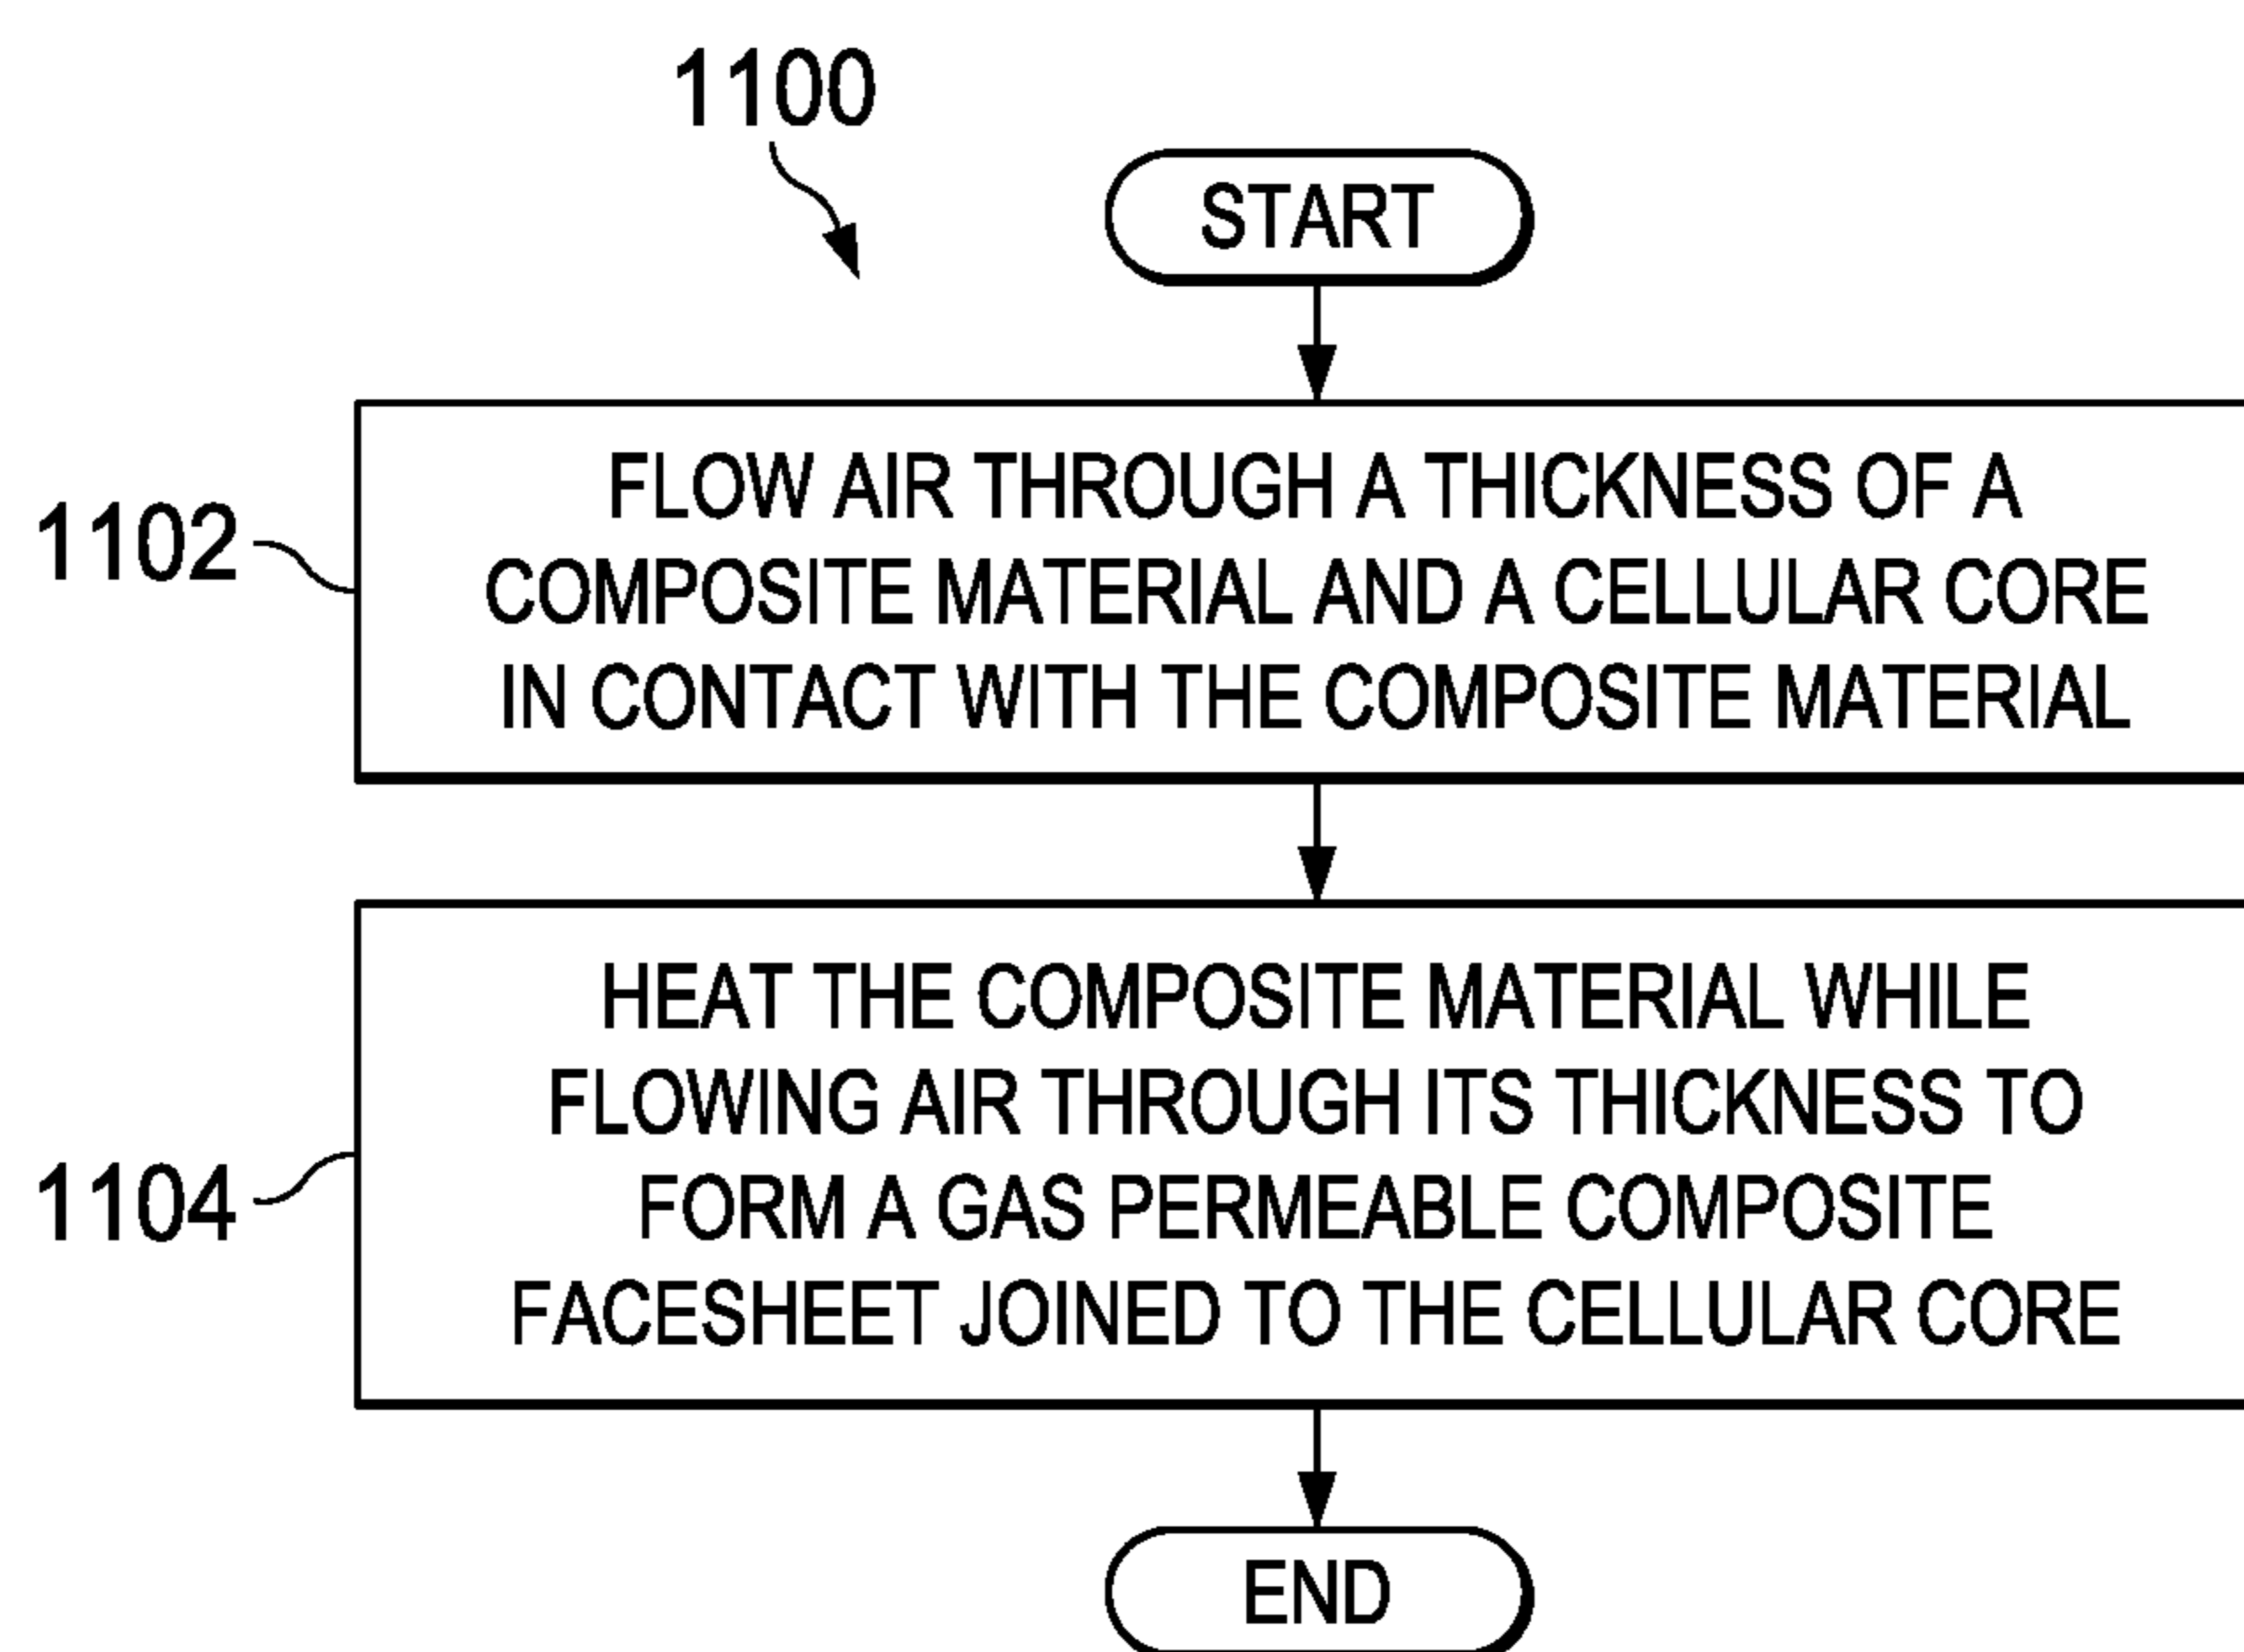 1100
START
1102
FLOW AIR THROUGH A THICKNESS OF A
COMPOSITE MATERIAL AND A CELLULAR CORE
IN CONTACT WITH THE COMPOSITE MATERIAL
1104
HEAT THE COMPOSITE MATERIAL WHILE
FLOWING AIR THROUGH ITS THICKNESS TO
FORM A GAS PERMEABLE COMPOSITE
FACESHEET JOINED TO THE CELLULAR CORE
END